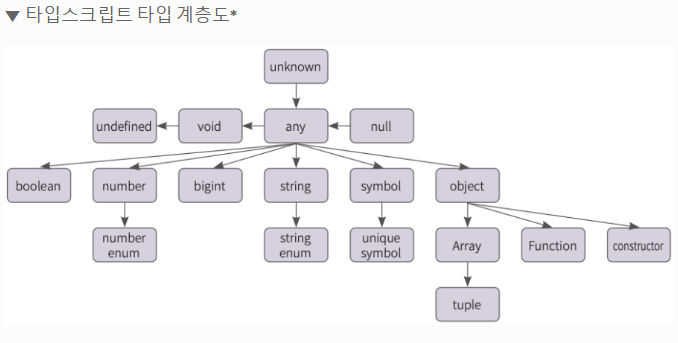 ▼ 타입스크립트 타입 계층도*
unknown
undefined void any null
boolean number bigint string symbol object
number enum string enum unique symbol Array Function constructor
tuple